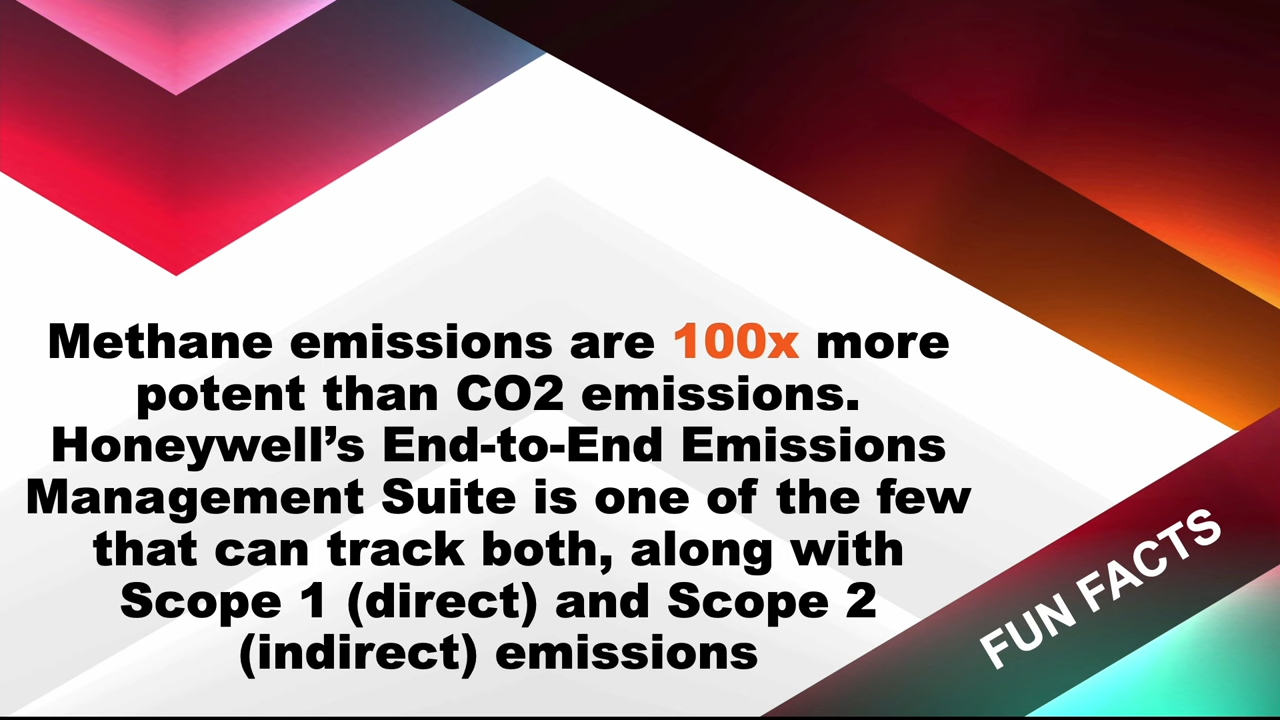 Methane emissions are 100x more
potent than CO2 emissions.
Honeywell’s End-to-End Emissions
Management Suite is one of the few
that can track both, along with
Scope 1 (direct) and Scope 2
(indirect) emissions
FUN FACTS